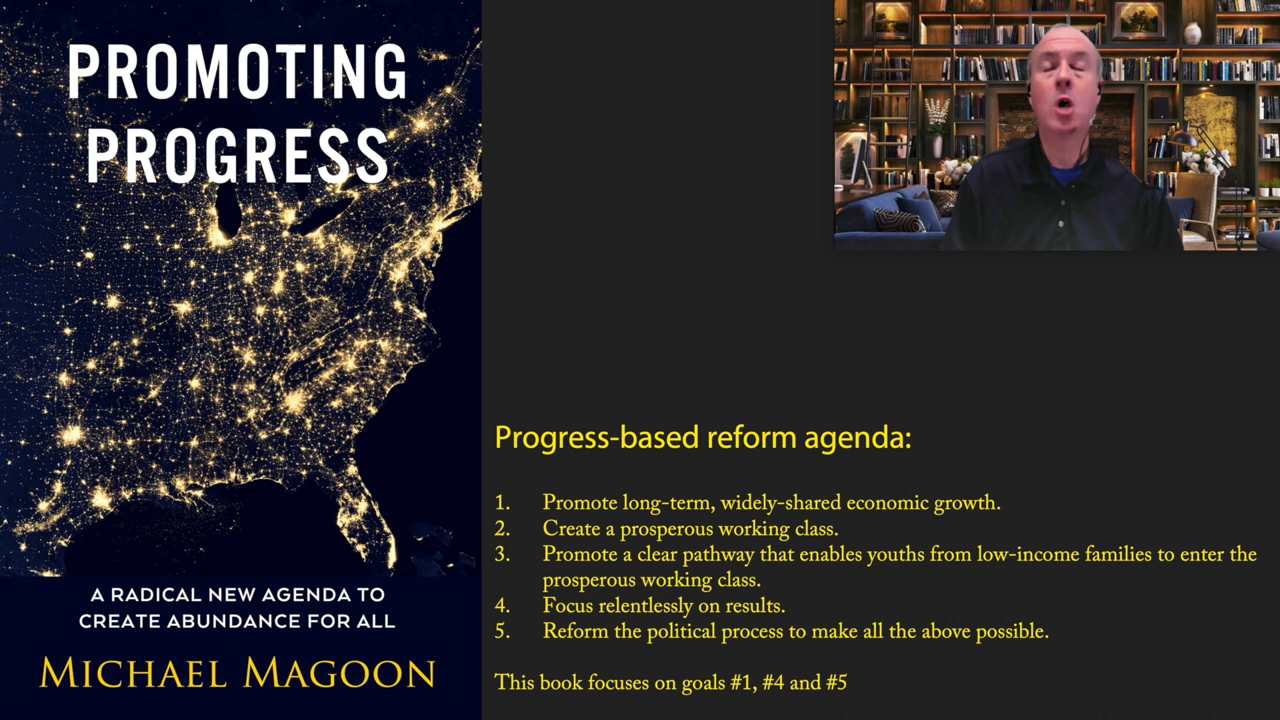 PROMOTING
PROGRESS
A RADICAL NEW AGENDA TO
CREATE ABUNDANCE FOR ALL
MICHAEL MAGOON
Progress-based reform agenda:
1. Promote long-term, widely-shared economic growth.
2. Create a prosperous working class.
3. Promote a clear pathway that enables youths from low-income families to enter the
prosperous working class.
4. Focus relentlessly on results.
5. Reform the political process to make all the above possible.
This book focuses on goals #1, #4 and #5